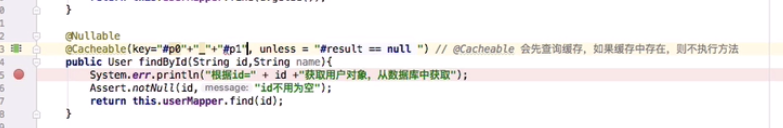 }
@Nullable
@Cacheable(key="#p0"+"_"+"#p1", unless = "#result == null ") // @Cacheable 会先查询缓存，如果缓存中存在，则不执行方法
public User findById(String id,String name){
System.err.println("根据id=" + id +"获取用户对象，从数据库中获取");
Assert.notNull(id, message: "id不用为空");
return this.userMapper.find(id);
}